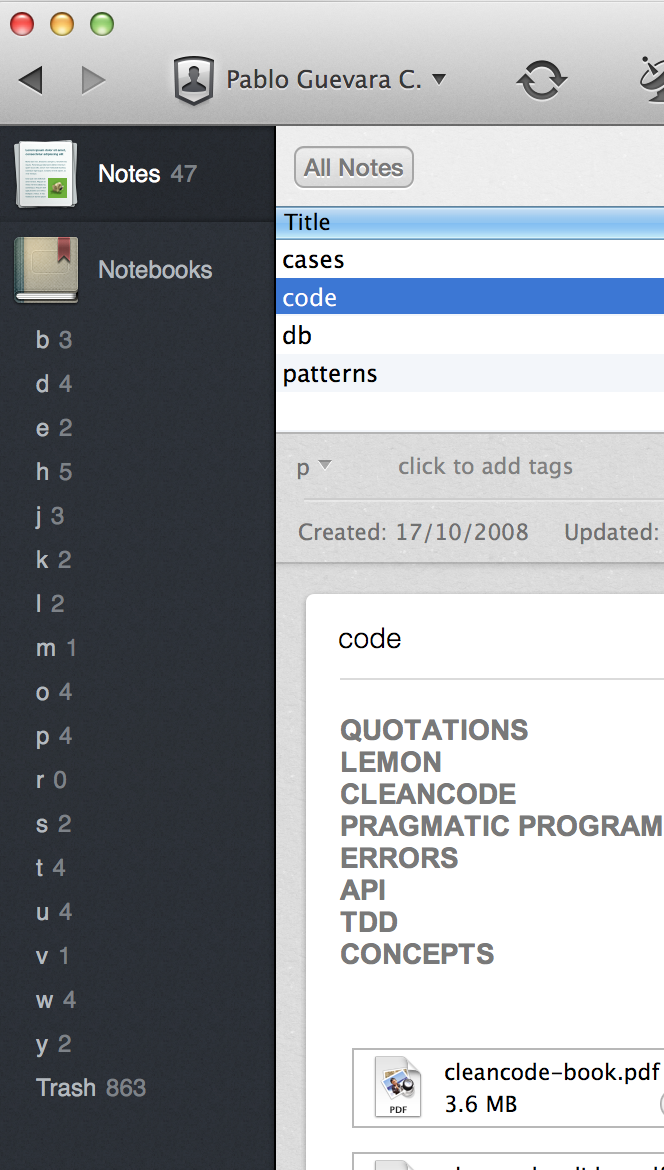 Pablo Guevara C.
Notes 47
Notebooks
b 3
d 4
e 2
h 5
j 3
k 2
l 2
m 1
o 4
p 4
r 0
s 2
t 4
u 4
v 1
w 4
y 2
Trash 863
All Notes
Title
cases
code
db
patterns
p
click to add tags
Created: 17/10/2008 Updated:
code
QUOTATIONS
LEMON
CLEANCODE
PRAGMATIC PROGRAM
ERRORS
API
TDD
CONCEPTS
PDF
cleancode-book.pdf
3.6 MB